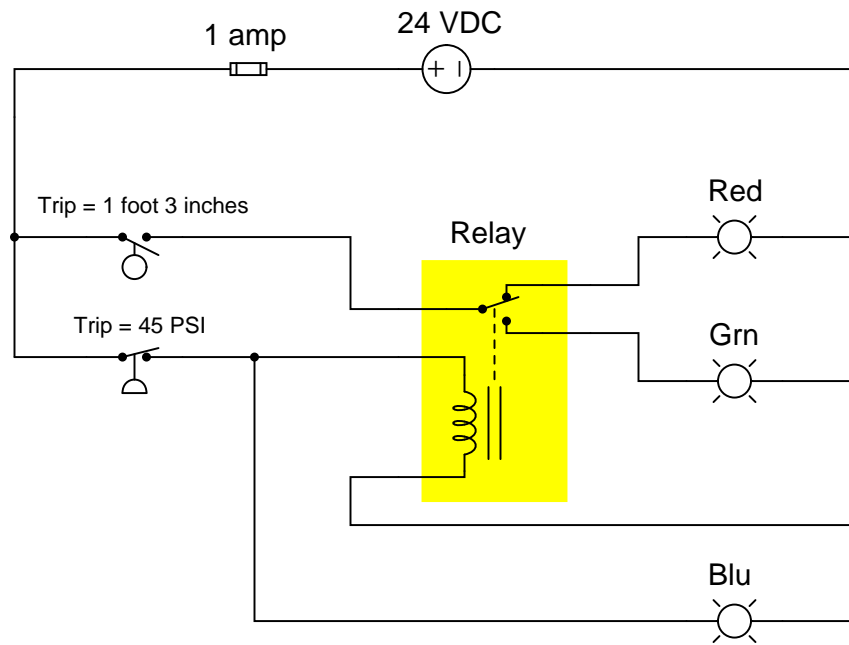 1 amp
24 VDC
Trip = 1 foot 3 inches
Red
Relay
Trip = 45 PSI
Grn
Blu